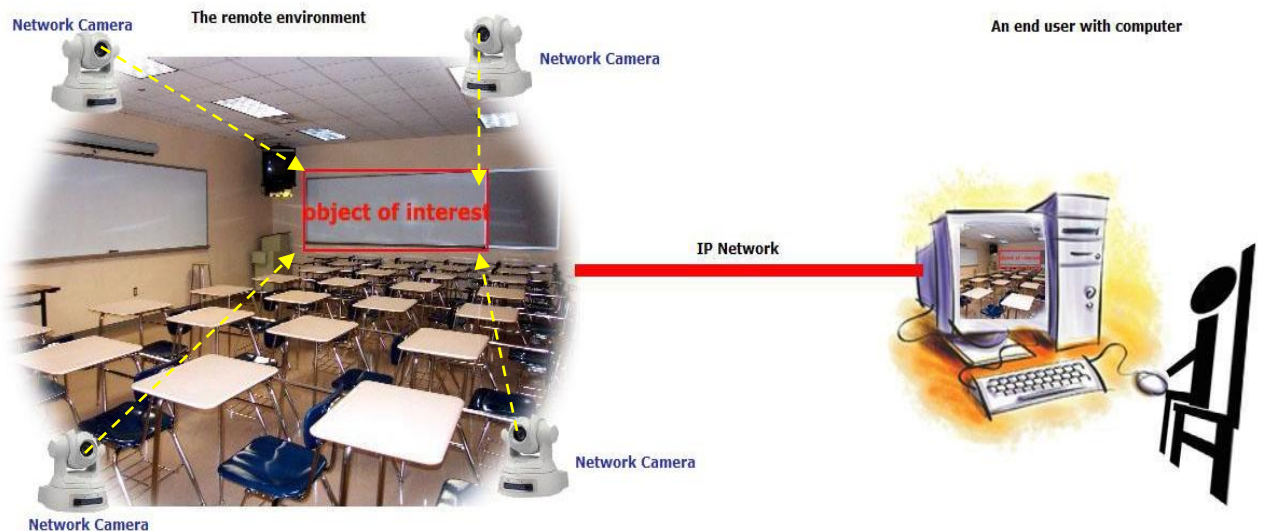 The remote environment
Network Camera
An end user with computer
Network Camera
object of interest
IP Network
Network Camera
Network Camera